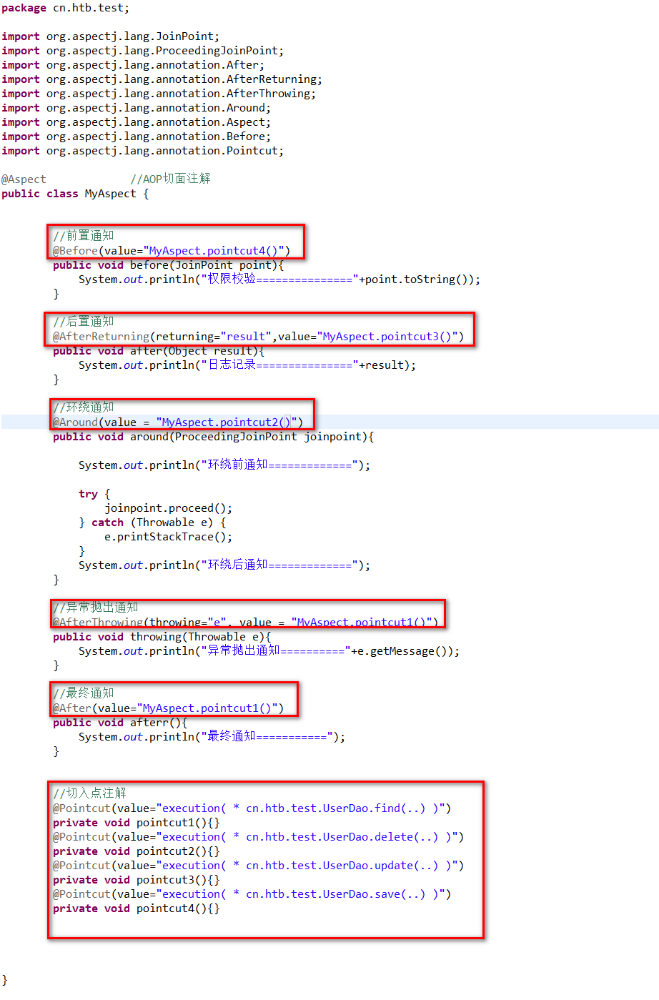 package cn.htb.test;
import org.aspectj.lang.JoinPoint;
import org.aspectj.lang.ProceedingJoinPoint;
import org.aspectj.lang.annotation.After;
import org.aspectj.lang.annotation.AfterReturning;
import org.aspectj.lang.annotation.AfterThrowing;
import org.aspectj.lang.annotation.Around;
import org.aspectj.lang.annotation.Aspect;
import org.aspectj.lang.annotation.Before;
import org.aspectj.lang.annotation.Pointcut;
@Aspect //AOP切面注解
public class MyAspect {
//前置通知
@Before(value="MyAspect.pointcut4()")
public void before(JoinPoint point){
System.out.println("权限校验==============="+point.toString());
}
//后置通知
@AfterReturning(returning="result",value="MyAspect.pointcut3()")
public void after(Object result){
System.out.println("日志记录==============="+result);
}
//环绕通知
@Around(value = "MyAspect.pointcut2()")
public void around(ProceedingJoinPoint joinpoint){
System.out.println("环绕前通知=============");
try {
joinpoint.proceed();
} catch (Throwable e) {
e.printStackTrace();
}
System.out.println("环绕后通知=============");
}
//异常抛出通知
@AfterThrowing(throwing="e", value = "MyAspect.pointcut1()")
public void throwing(Throwable e){
System.out.println("异常抛出通知=========="+e.getMessage());
}
//最终通知
@After(value="MyAspect.pointcut1()")
public void afterr(){
System.out.println("最终通知===========");
}
//切入点注解
@Pointcut(value="execution( * cn.htb.test.UserDao.find(..) )")
private void pointcut1(){}
@Pointcut(value="execution( * cn.htb.test.UserDao.delete(..) )")
private void pointcut2(){}
@Pointcut(value="execution( * cn.htb.test.UserDao.update(..) )")
private void pointcut3(){}
@Pointcut(value="execution( * cn.htb.test.UserDao.save(..) )")
private void pointcut4(){}
}